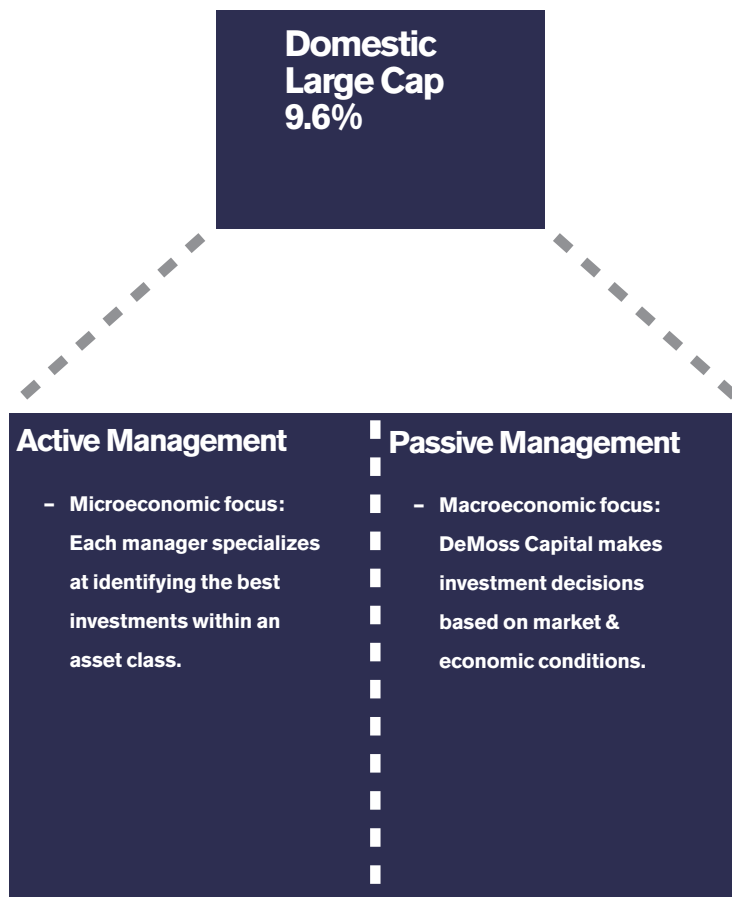 Domestic
Large Cap
9.6%
Active Management
– Microeconomic focus:
Each manager specializes
at identifying the best
investments within an
asset class.
Passive Management
– Macroeconomic focus:
DeMoss Capital makes
investment decisions
based on market &
economic conditions.